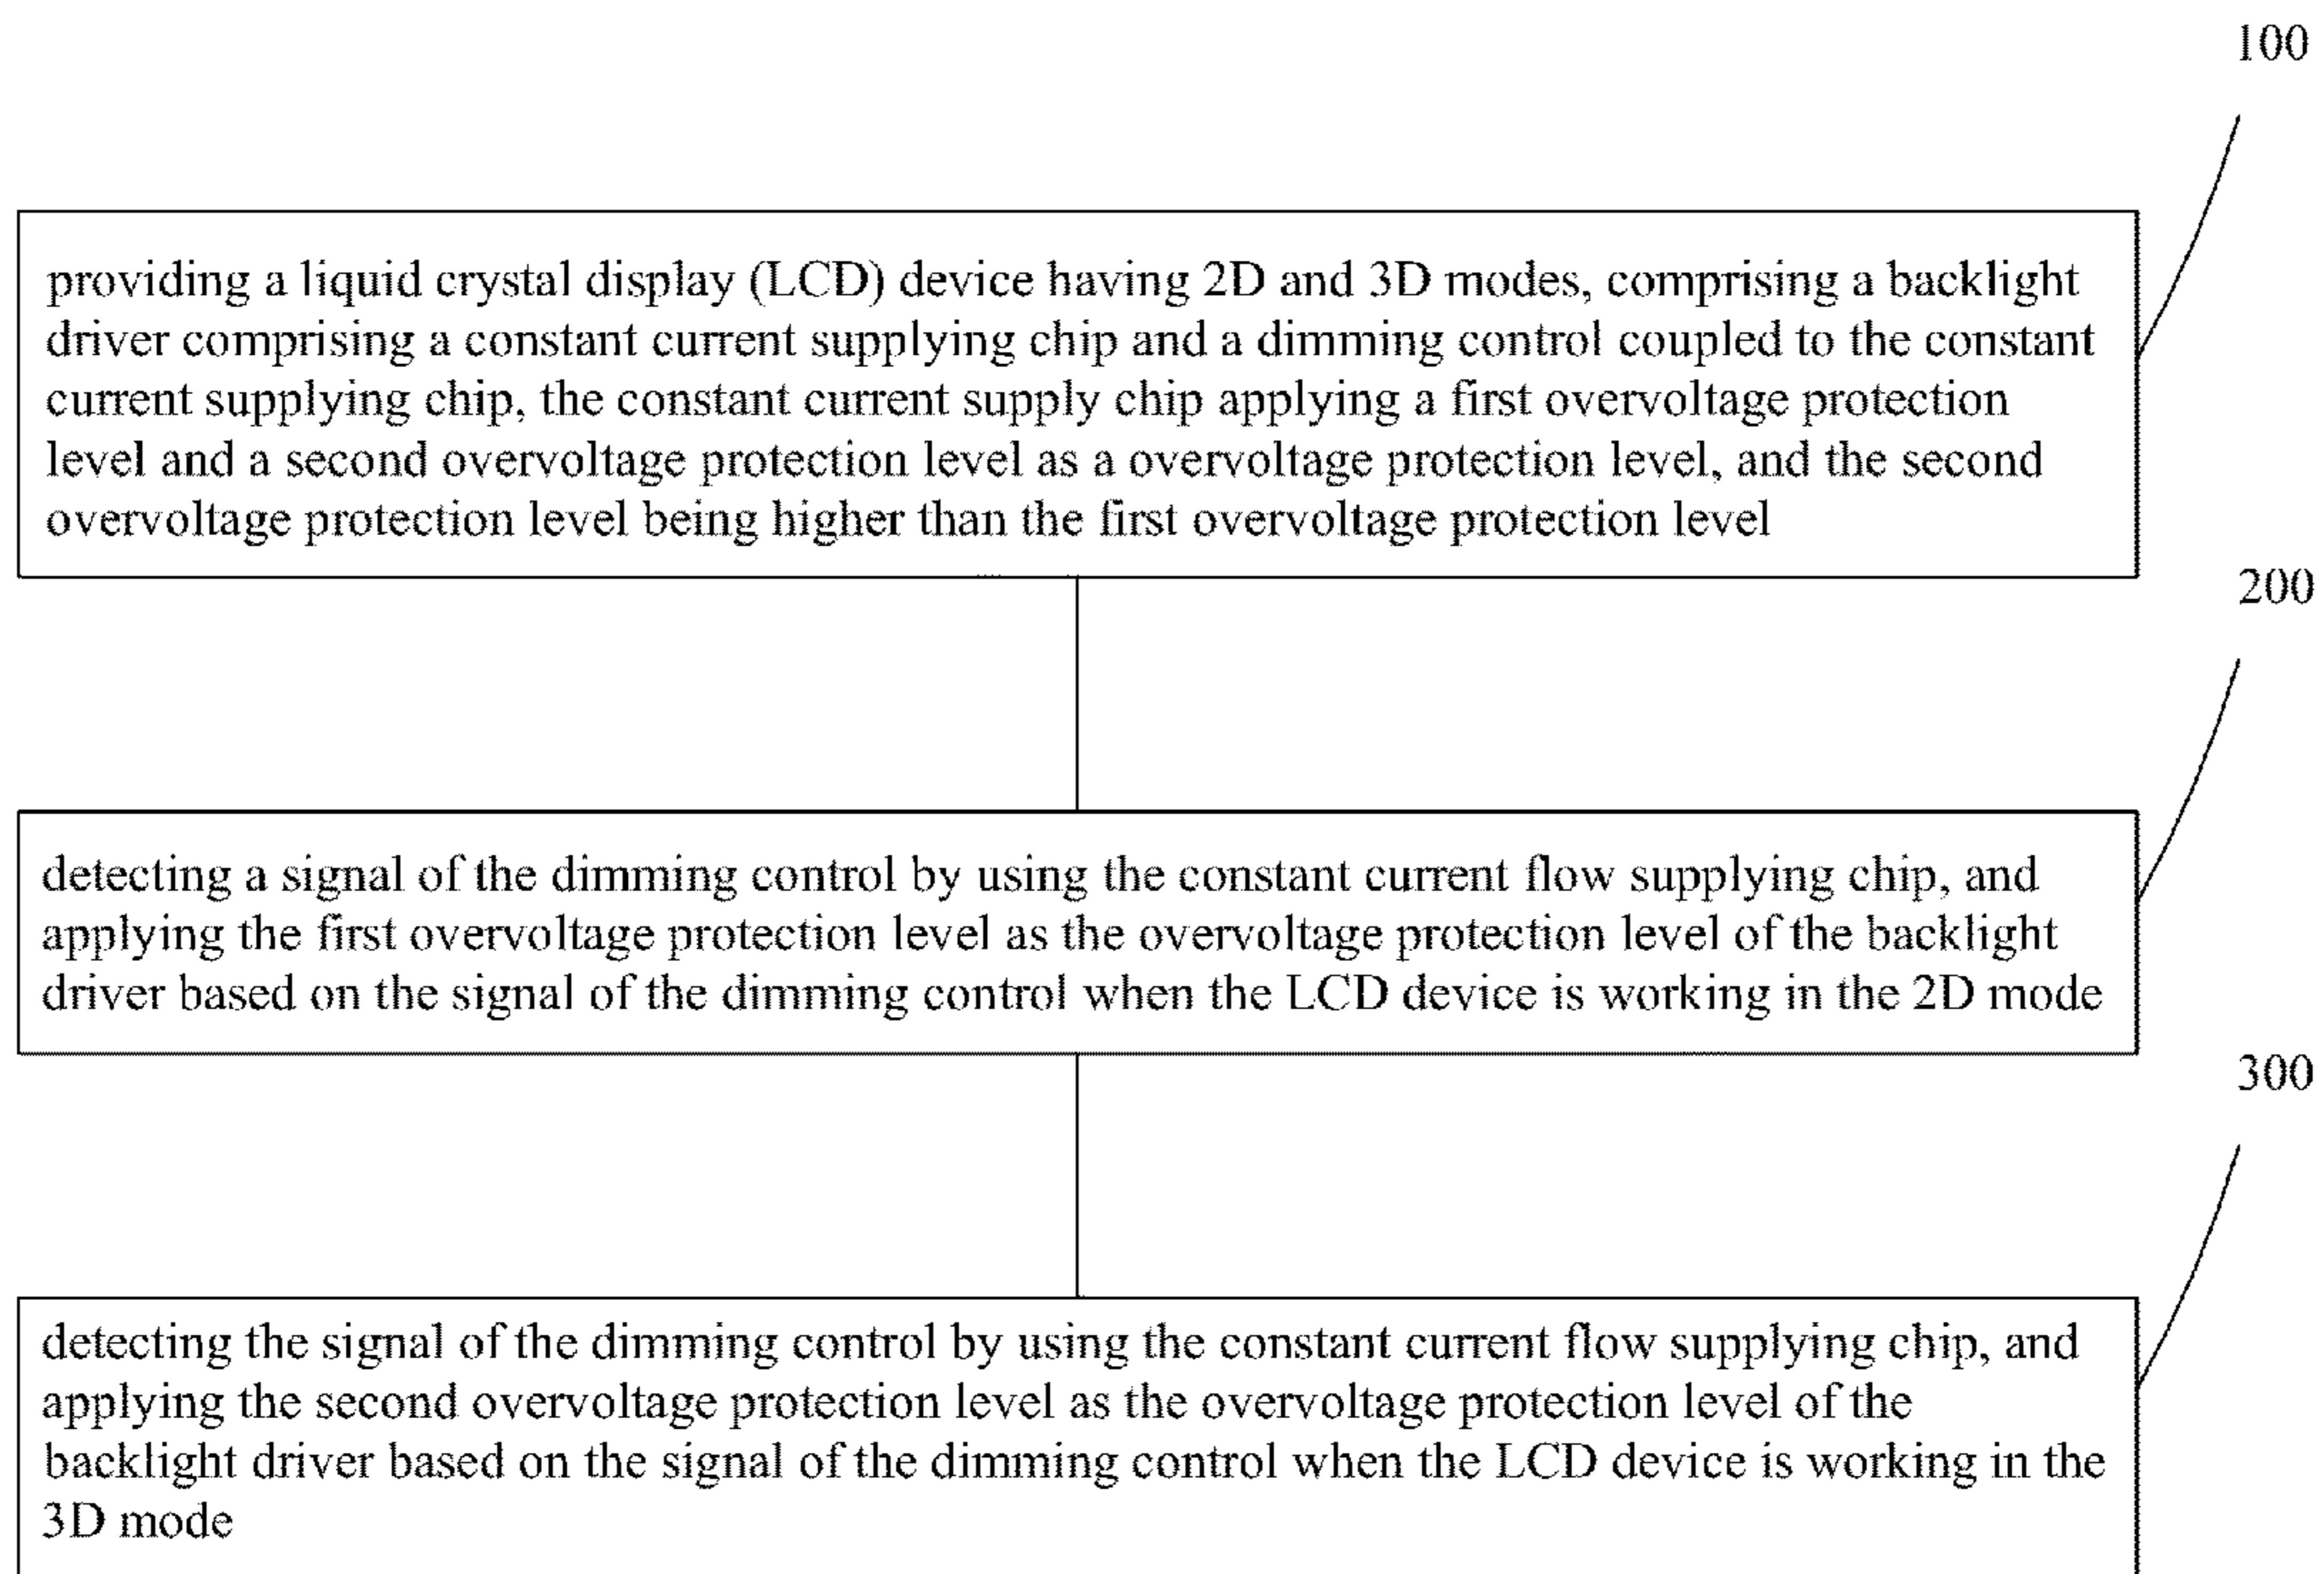 100
providing a liquid crystal display (LCD) device having 2D and 3D modes, comprising a backlight
driver comprising a constant current supplying chip and a dimming control coupled to the constant
current supplying chip, the constant current supply chip applying a first overvoltage protection
level and a second overvoltage protection level as a overvoltage protection level, and the second
overvoltage protection level being higher than the first overvoltage protection level
200
detecting a signal of the dimming control by using the constant current flow supplying chip, and
applying the first overvoltage protection level as the overvoltage protection level of the backlight
driver based on the signal of the dimming control when the LCD device is working in the 2D mode
300
detecting the signal of the dimming control by using the constant current flow supplying chip, and
applying the second overvoltage protection level as the overvoltage protection level of the
backlight driver based on the signal of the dimming control when the LCD device is working in the
3D mode